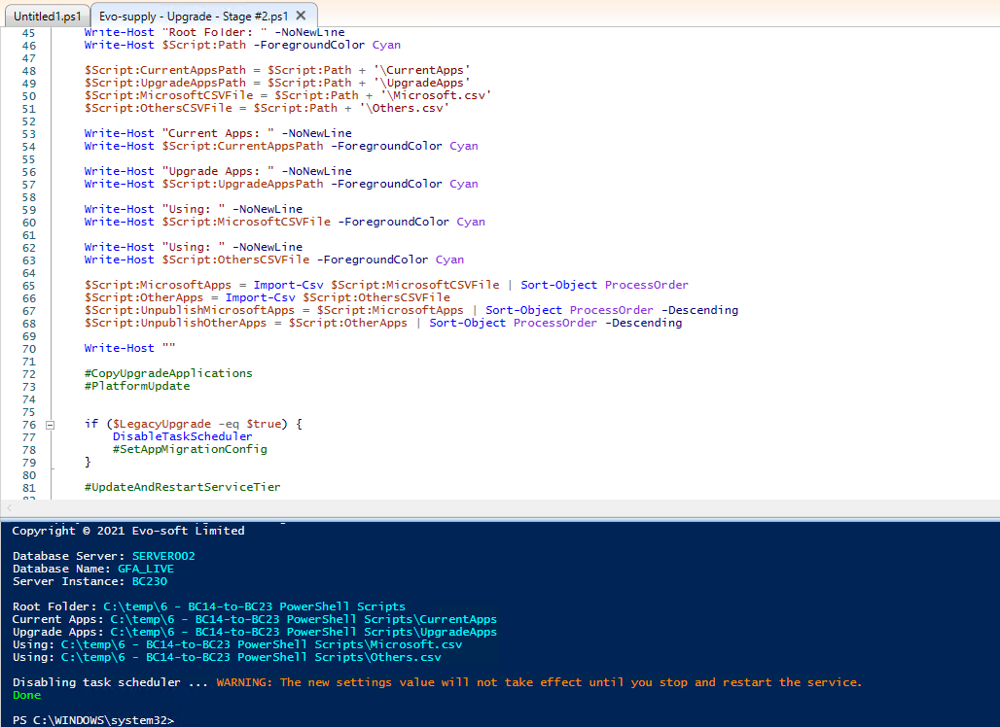 Untitled1.ps1 Evo-supply - Upgrade - Stage #2.ps1 X
45 Write-Host "Root Folder: " -NoNewLine
46 Write-Host $Script:Path -ForegroundColor Cyan
47
48 $Script:CurrentAppsPath = $Script:Path + '\CurrentApps'
49 $Script:UpgradeAppsPath = $Script:Path + '\UpgradeApps'
50 $Script:MicrosoftCSVFile = $Script:Path + '\Microsoft.csv'
51 $Script:OthersCSVFile = $Script:Path + '\Others.csv'
52
53 Write-Host "Current Apps: " -NoNewLine
54 Write-Host $Script:CurrentAppsPath -ForegroundColor Cyan
55
56 Write-Host "Upgrade Apps: " -NoNewLine
57 Write-Host $Script:UpgradeAppsPath -ForegroundColor Cyan
58
59 Write-Host "Using: " -NoNewLine
60 Write-Host $Script:MicrosoftCSVFile -ForegroundColor Cyan
61
62 Write-Host "Using: " -NoNewLine
63 Write-Host $Script:OthersCSVFile -ForegroundColor Cyan
64
65 $Script:MicrosoftApps = Import-Csv $Script:MicrosoftCSVFile | Sort-Object ProcessOrder
66 $Script:OtherApps = Import-Csv $Script:OthersCSVFile
67 $Script:UnpublishMicrosoftApps = $Script:MicrosoftApps | Sort-Object ProcessOrder -Descending
68 $Script:UnpublishOtherApps = $Script:OtherApps | Sort-Object ProcessOrder -Descending
69
70 Write-Host ""
71
72 #CopyUpgradeApplications
73 #PlatformUpdate
74
75
76 if ($LegacyUpgrade -eq $true) {
77 DisableTaskScheduler
78 #SetAppMigrationConfig
79 }
80
81 #UpdateAndRestartServiceTier
82
Copyright © 2021 Evo-soft Limited
Database Server: SERVER002
Database Name: GFA_LIVE
Server Instance: BC230
Root Folder: C:\temp\6 - BC14-to-BC23 PowerShell Scripts
Current Apps: C:\temp\6 - BC14-to-BC23 PowerShell Scripts\CurrentApps
Upgrade Apps: C:\temp\6 - BC14-to-BC23 PowerShell Scripts\UpgradeApps
Using: C:\temp\6 - BC14-to-BC23 PowerShell Scripts\Microsoft.csv
Using: C:\temp\6 - BC14-to-BC23 PowerShell Scripts\Others.csv
Disabling task scheduler ... WARNING: The new settings value will not take effect until you stop and restart the service.
Done
PS C:\WINDOWS\system32>